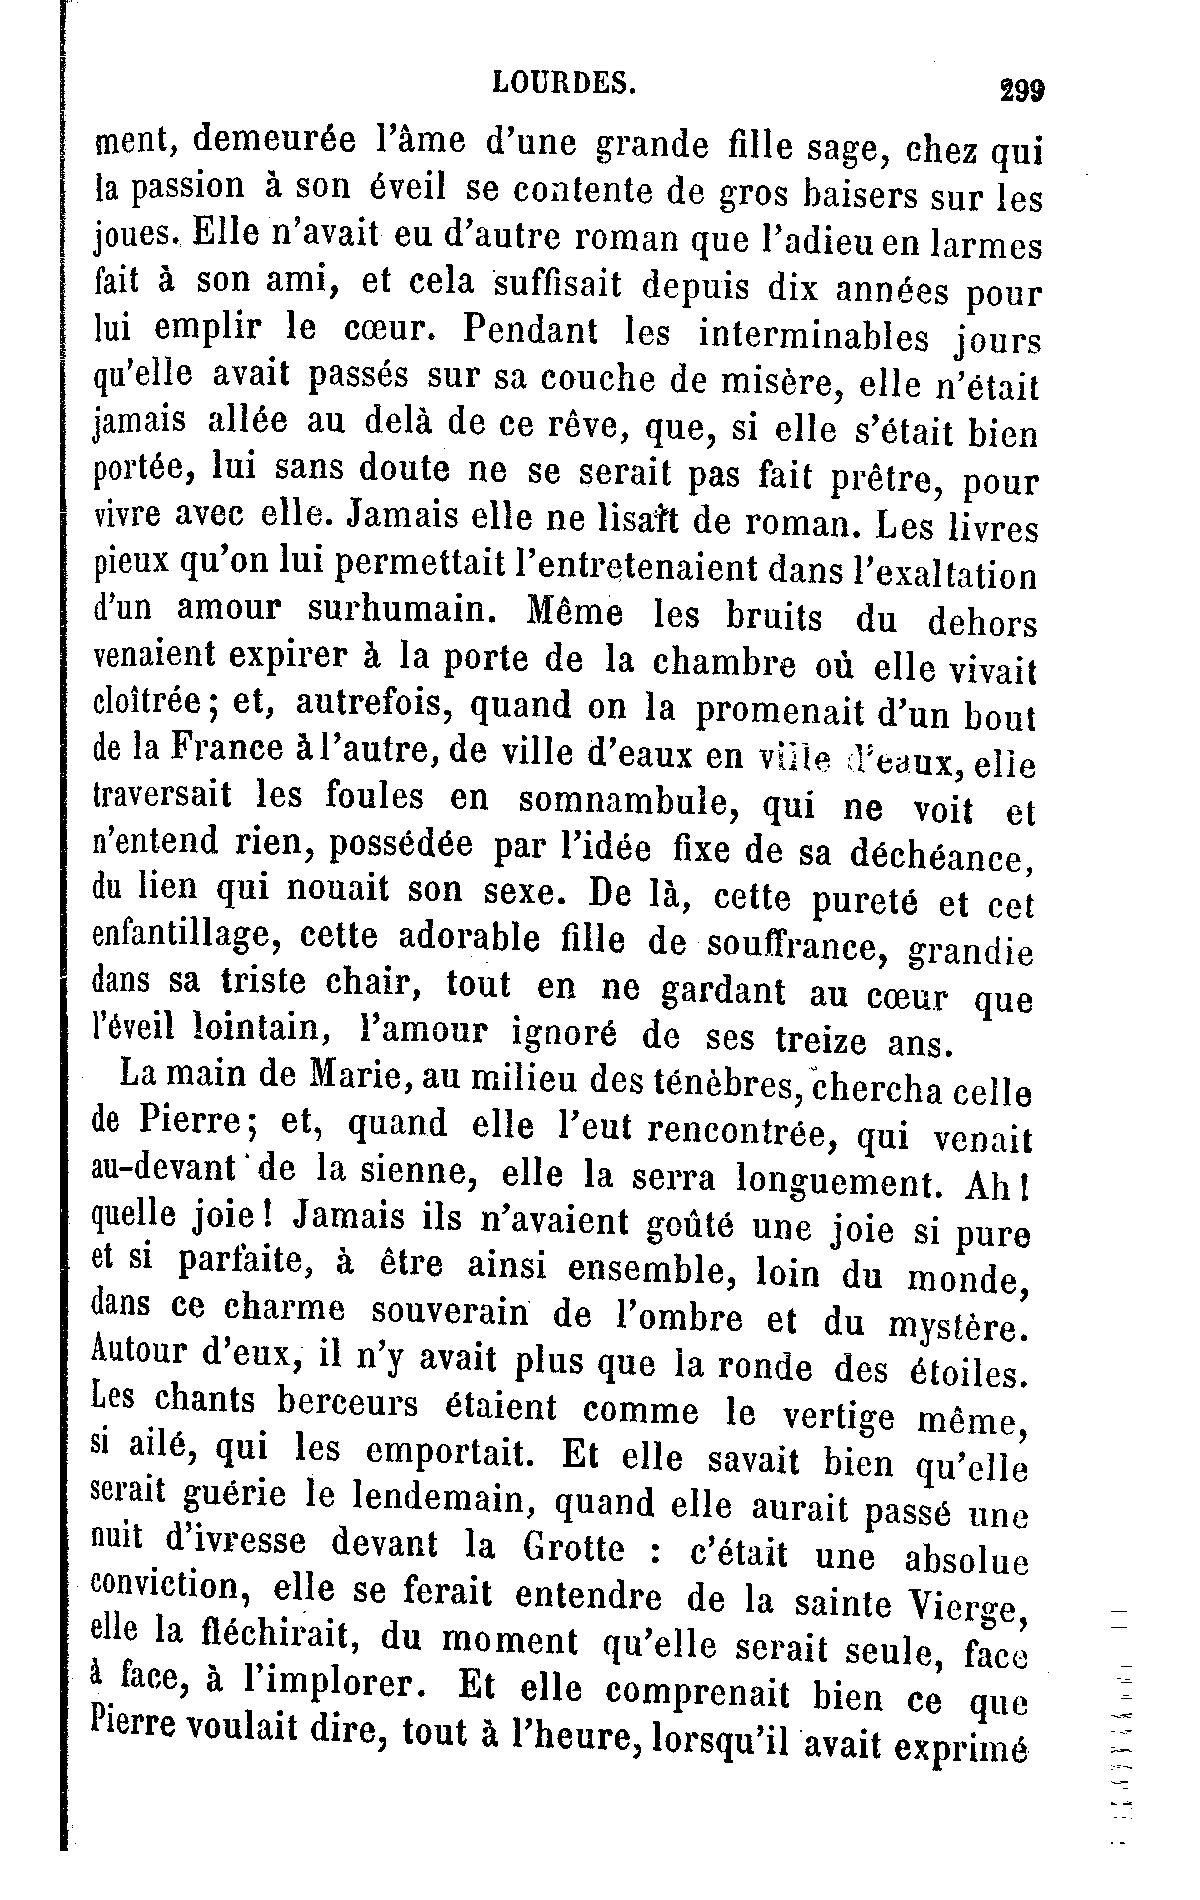 LOURDES. 299
ment, demeurée l'âme d'une grande fille sage, chez qui
la passion à son éveil se contente de gros baisers sur les
joues. Elle n'avait eu d'autre roman que l'adieu en larmes
fait à son ami, et cela suffisait depuis dix années pour
lui emplir le cœur. Pendant les interminables jours
qu'elle avait passés sur sa couche de misère, elle n'était
jamais allée au delà de ce rêve, que, si elle s'était bien
portée, lui sans doute ne se serait pas fait prêtre, pour
vivre avec elle. Jamais elle ne lisait de roman. Les livres
pieux qu'on lui permettait l'entretenaient dans l'exaltation
d'un amour surhumain. Même les bruits du dehors
venaient expirer à la porte de la chambre où elle vivait
cloîtrée ; et, autrefois, quand on la promenait d'un bout
de la France à l'autre, de ville d'eaux en ville d'eaux, elle
traversait les foules en somnambule, qui ne voit et
n'entend rien, possédée par l'idée fixe de sa déchéance,
du lien qui nouait son sexe. De là, cette pureté et cet
enfantillage, cette adorable fille de souffrance, grandie
dans sa triste chair, tout en ne gardant au cœur que
l'éveil lointain, l'amour ignoré de ses treize ans.
La main de Marie, au milieu des ténèbres, chercha celle
de Pierre ; et, quand elle l'eut rencontrée, qui venait
au-devant de la sienne, elle la serra longuement. Ah !
quelle joie ! Jamais ils n'avaient goûté une joie si pure
et si parfaite, à être ainsi ensemble, loin du monde,
dans ce charme souverain de l'ombre et du mystère.
Autour d'eux, il n'y avait plus que la ronde des étoiles.
Les chants berceurs étaient comme le vertige même,
si ailé, qui les emportait. Et elle savait bien qu'elle
serait guérie le lendemain, quand elle aurait passé une
nuit d'ivresse devant la Grotte : c'était une absolue
conviction, elle se ferait entendre de la sainte Vierge,
elle la fléchirait, du moment qu'elle serait seule, face
à face, à l'implorer. Et elle comprenait bien ce que
Pierre voulait dire, tout à l'heure, lorsqu'il avait exprimé